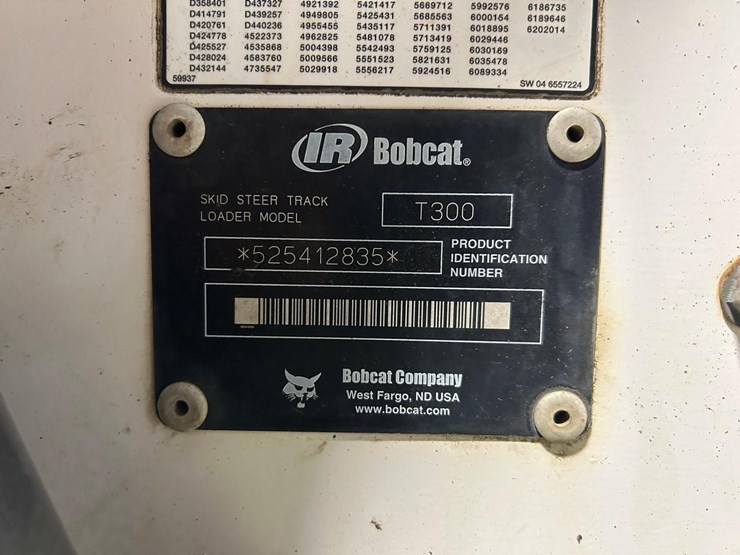 D358401 D437327 4921392 5421417 5669712 5992576 6186735
D414791 D439257 4949805 5425431 5685563 6000154 6189646
D420761 D440236 4955455 5435117 5711391 6018895 6202014
D424778 4522373 4962825 5481078 5713419 6029446
D425527 4535868 5004398 5542493 5759125 6030169
D428024 4583760 5009566 5551523 5821631 6035478
D432144 4735547 5029918 5556217 5924516 6089334
59937 SW 04 6557224
IR Bobcat®
SKID STEER TRACK
LOADER MODEL
T300
*525412835*
PRODUCT
IDENTIFICATION
NUMBER
Bobcat Company
West Fargo, ND USA
www.bobcat.com